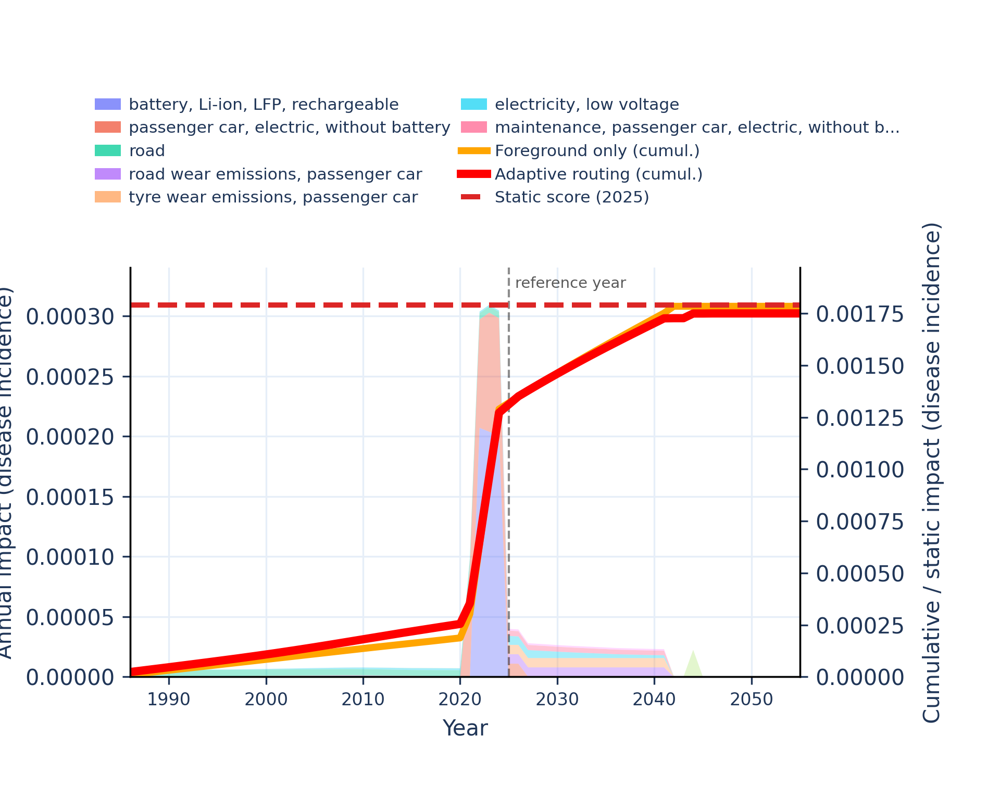 battery, Li-ion, LFP, rechargeable
passenger car, electric, without battery
road
road wear emissions, passenger car
tyre wear emissions, passenger car
electricity, low voltage
maintenance, passenger car, electric, without b...
Foreground only (cumul.)
Adaptive routing (cumul.)
Static score (2025)
Annual impact (disease incidence)
0.00030
0.00025
0.00020
0.00015
0.00010
0.00005
0.00000
reference year
0.00175
0.00150
0.00125
0.00100
0.00075
0.00050
0.00025
0.00000
Cumulative / static impact (disease incidence)
1990
2000
2010
2020
2030
2040
2050
Year